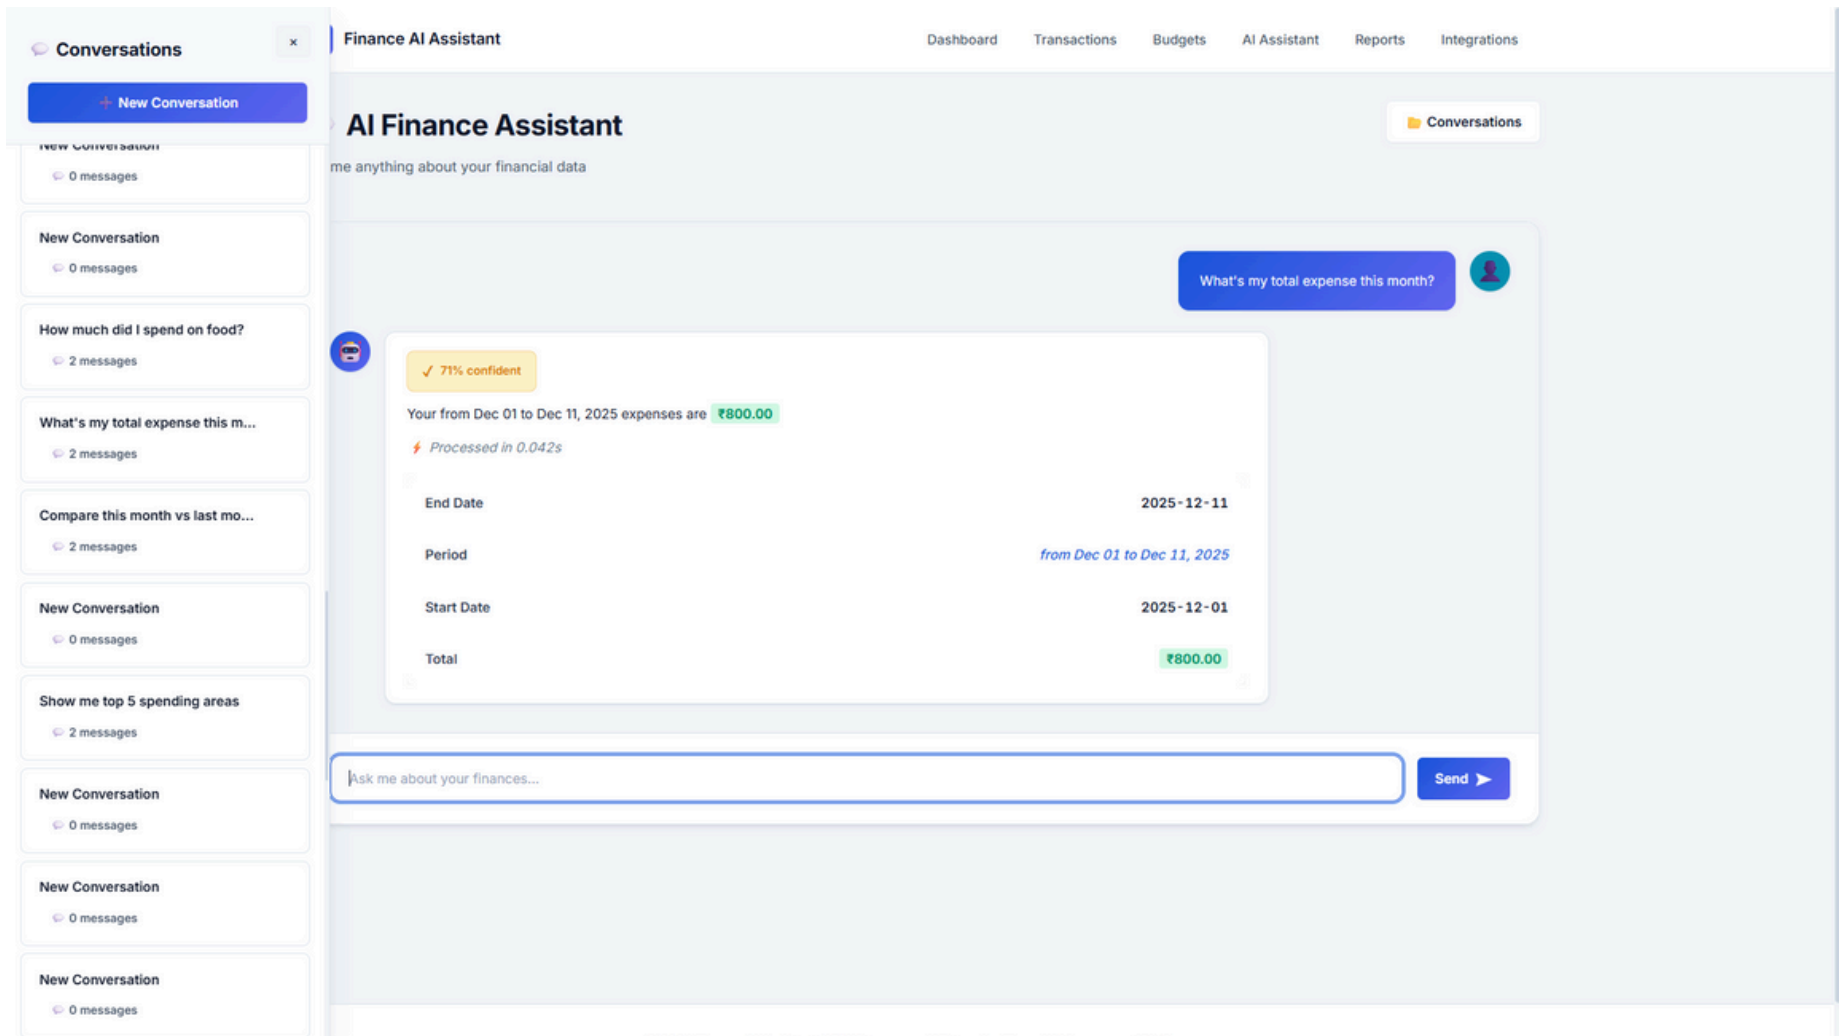 Conversations
×
New Conversation
New Conversation
0 messages
New Conversation
0 messages
How much did I spend on food?
2 messages
What's my total expense this m...
2 messages
Compare this month vs last mo...
2 messages
New Conversation
0 messages
Show me top 5 spending areas
2 messages
New Conversation
0 messages
New Conversation
0 messages
New Conversation
0 messages
Finance AI Assistant
Dashboard Transactions Budgets AI Assistant Reports Integrations
AI Finance Assistant
Conversations
me anything about your financial data
What's my total expense this month?
✓ 71% confident
Your from Dec 01 to Dec 11, 2025 expenses are ₹800.00
Processed in 0.042s
End Date 2025-12-11
Period from Dec 01 to Dec 11, 2025
Start Date 2025-12-01
Total ₹800.00
Ask me about your finances...
Send